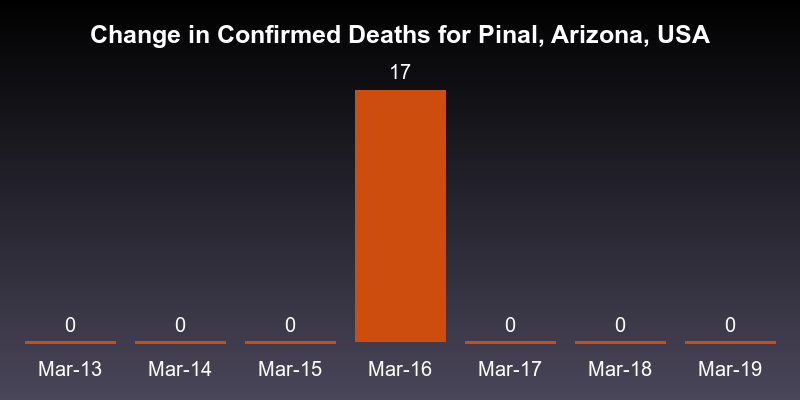 Change in Confirmed Deaths for Pinal, Arizona, USA
17
0 0 0 0 0 0
Mar-13 Mar-14 Mar-15 Mar-16 Mar-17 Mar-18 Mar-19